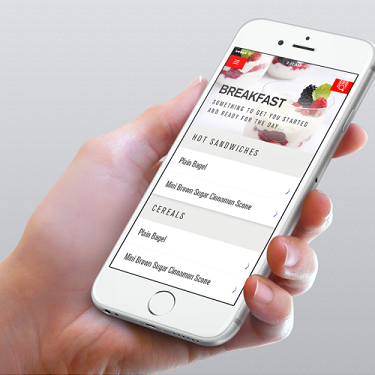 BREAKFAST
SOMETHING TO GET YOU STARTED
AND READY FOR THE DAY
HOT SANDWICHES
Plain Bagel
Mini Brown Sugar Cinnamon Scone
CEREALS
Plain Bagel
Mini Brown Sugar Cinnamon Scone